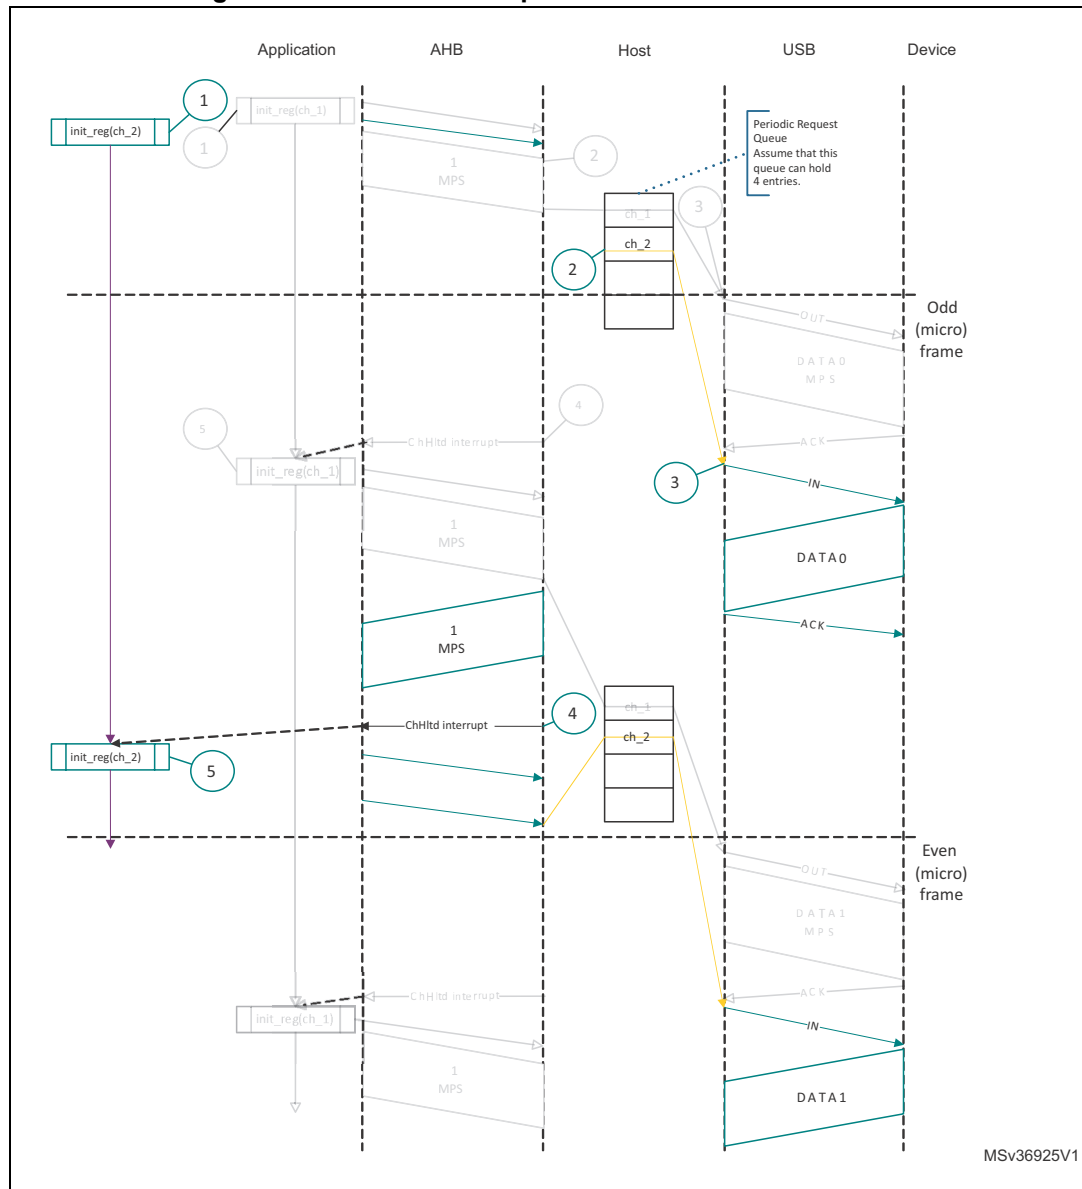 Application AHB Host USB Device
init_reg(ch_1)
1
init_reg(ch_2)
1
1
MPS
2
Periodic Request
Queue
Assume that this
queue can hold
4 entries.
3
ch_1
ch_2
2
Odd
(micro)
frame
OUT
DATA0
MPS
ACK
5
4
ChHltd interrupt
init_reg(ch_1)
3
IN
1
MPS
DATA0
ACK
1
MPS
ch_1
ChHltd interrupt
4
ch_2
init_reg(ch_2)
5
Even
(micro)
frame
OUT
DATA1
MPS
ACK
ChHltd interrupt
init_reg(ch_1)
IN
1
MPS
DATA1
MSv36925V1